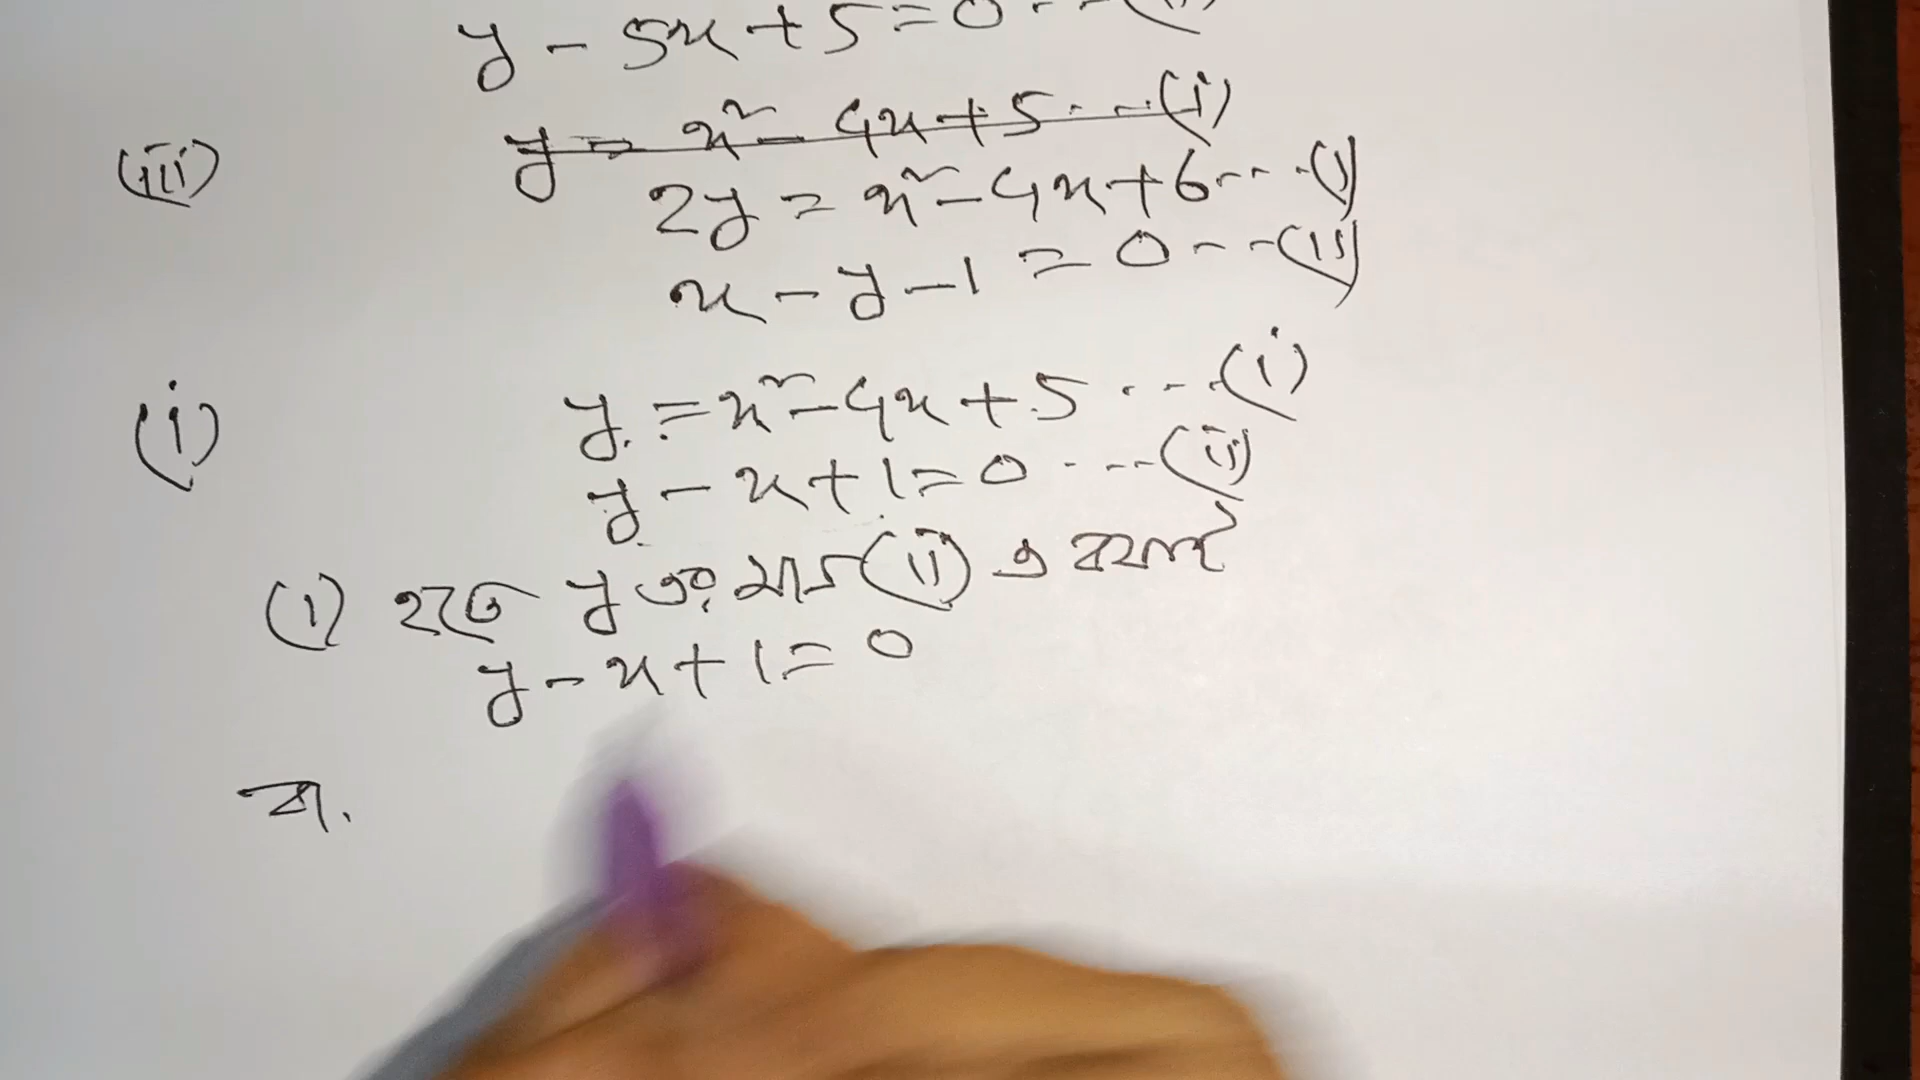 y - 5x + 5 = 0 --- (ii)
(iii) y = x² - 4x + 5 --- (i)
2y = x² - 4x + 6 --- (i)
x - y - 1 = 0 --- (ii)
(i) y = x² - 4x + 5 --- (i)
y - x + 1 = 0 --- (ii)
(i) হতে y এর মান (ii) এ বসাই
y - x + 1 = 0
বা,